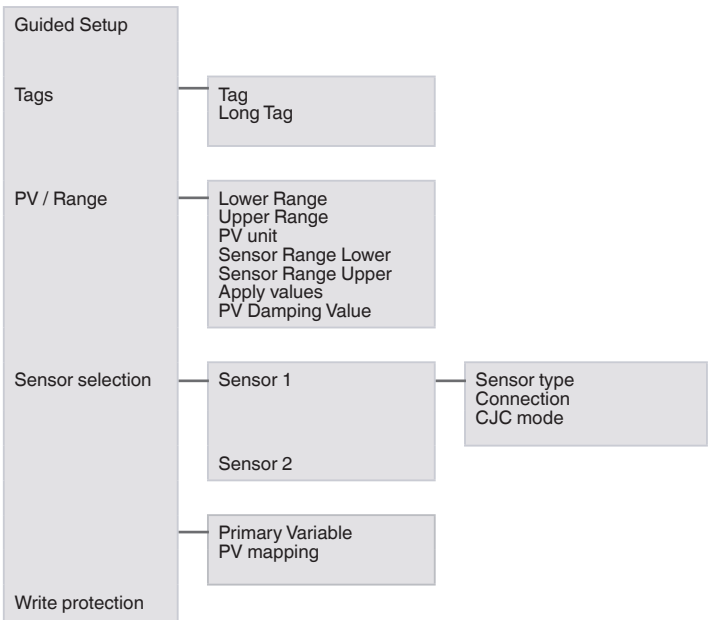 Guided Setup
Tags
Tag
Long Tag
PV / Range
Lower Range
Upper Range
PV unit
Sensor Range Lower
Sensor Range Upper
Apply values
PV Damping Value
Sensor selection
Sensor 1
Sensor type
Connection
CJC mode
Sensor 2
Primary Variable
PV mapping
Write protection